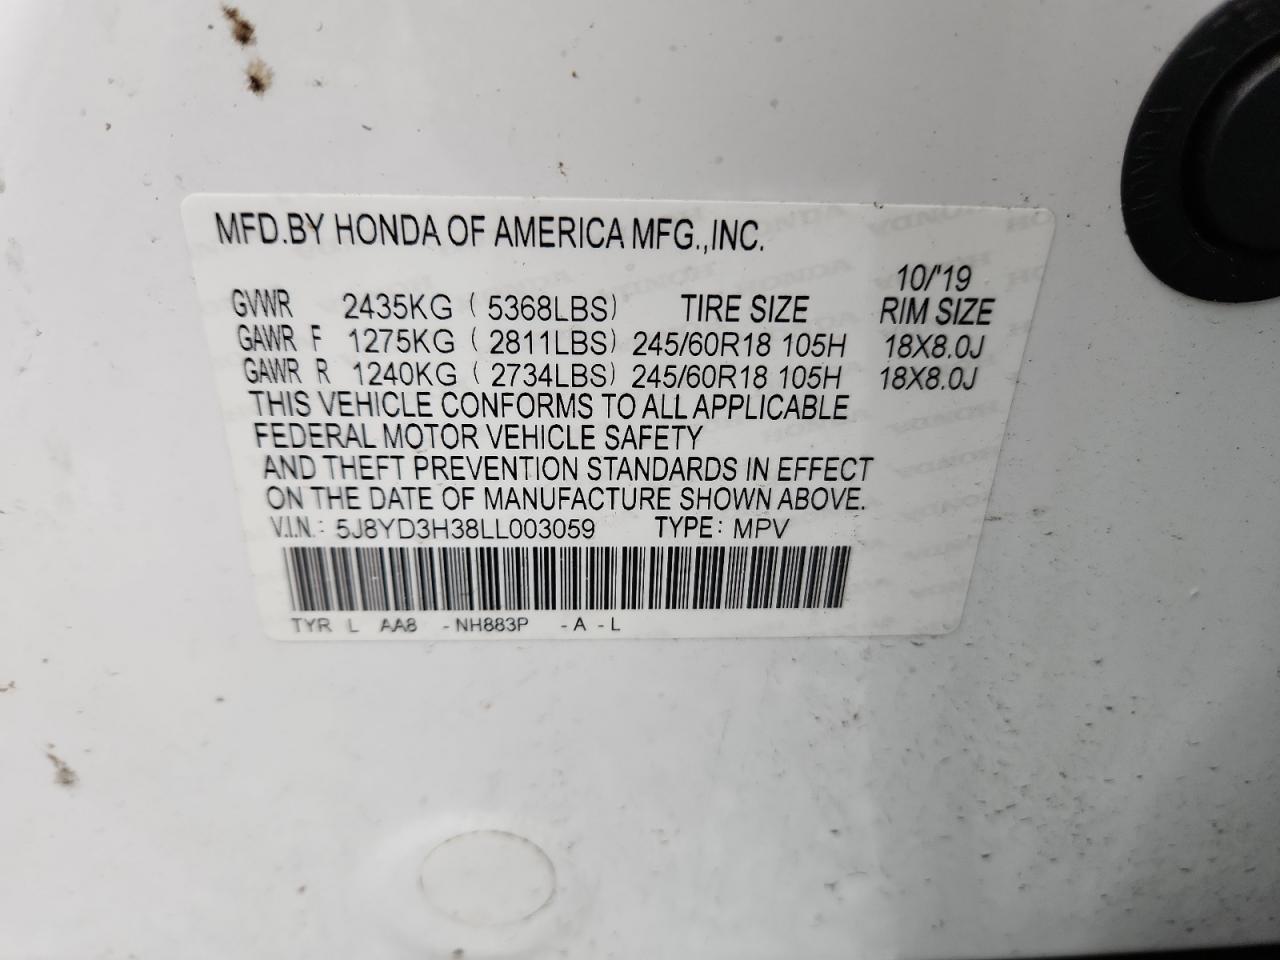 MFD.BY HONDA OF AMERICA MFG.,INC.
10/'19
GVWR 2435KG ( 5368LBS) TIRE SIZE RIM SIZE
GAWR F 1275KG ( 2811LBS) 245/60R18 105H 18X8.0J
GAWR R 1240KG ( 2734LBS) 245/60R18 105H 18X8.0J
THIS VEHICLE CONFORMS TO ALL APPLICABLE
FEDERAL MOTOR VEHICLE SAFETY
AND THEFT PREVENTION STANDARDS IN EFFECT
ON THE DATE OF MANUFACTURE SHOWN ABOVE.
V.I.N.: 5J8YD3H38LL003059 TYPE: MPV
TYR L AA8 -NH883P -A -L